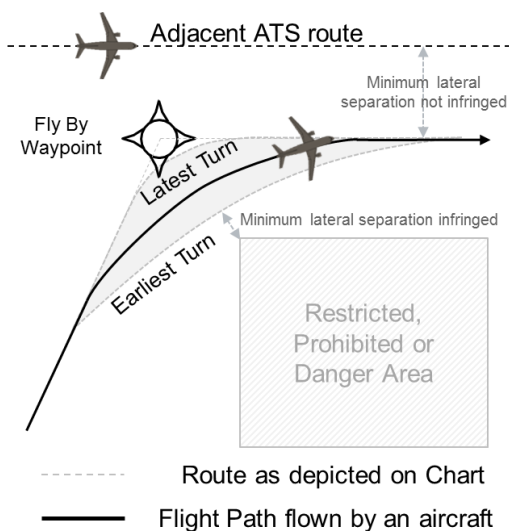 Adjacent ATS route
Minimum lateral
separation not infringed
Fly By
Waypoint
Latest Turn
Minimum lateral separation infringed
Earliest Turn
Restricted,
Prohibited or
Danger Area
Route as depicted on Chart
Flight Path flown by an aircraft